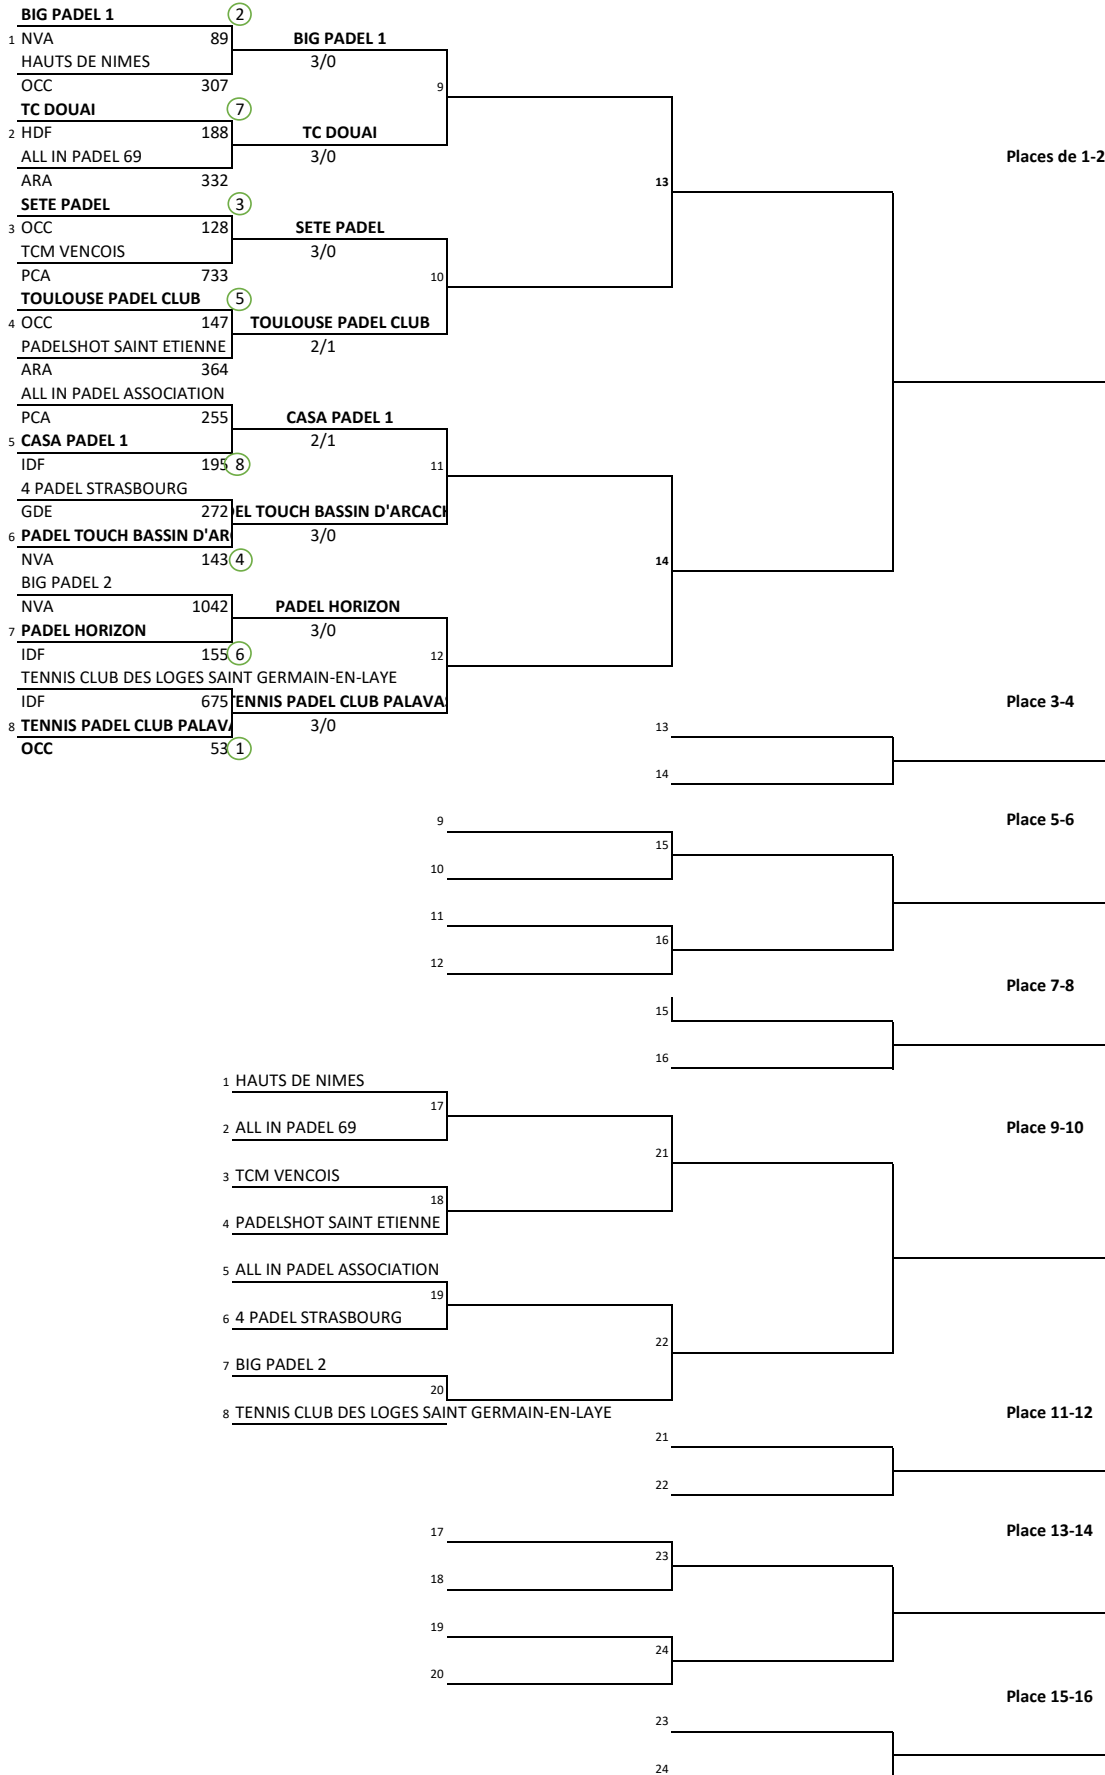 BIG PADEL 1 2
1 NVA 89 BIG PADEL 1
HAUTS DE NIMES 3/0
OCC 307 9
TC DOUAI 7
2 HDF 188 TC DOUAI
ALL IN PADEL 69 3/0 Places de 1-2
ARA 332 13
SETE PADEL 3
3 OCC 128 SETE PADEL
TCM VENCOIS 3/0
PCA 733 10
TOULOUSE PADEL CLUB 5
4 OCC 147 TOULOUSE PADEL CLUB
PADELSHOT SAINT ETIENNE 2/1
ARA 364
ALL IN PADEL ASSOCIATION
PCA 255 CASA PADEL 1
5 CASA PADEL 1 2/1
IDF 195 8 11
4 PADEL STRASBOURG
GDE 272 EL TOUCH BASSIN D'ARCACH
6 PADEL TOUCH BASSIN D'AR 3/0
NVA 143 4 14
BIG PADEL 2
NVA 1042 PADEL HORIZON
7 PADEL HORIZON 3/0
IDF 155 6 12
TENNIS CLUB DES LOGES SAINT GERMAIN-EN-LAYE
IDF 675 TENNIS PADEL CLUB PALAVAS Place 3-4
8 TENNIS PADEL CLUB PALAVA 3/0 13
OCC 53 1
14
9 Place 5-6
15
10
11
16
12
Place 7-8
15
16
1 HAUTS DE NIMES
17
2 ALL IN PADEL 69 Place 9-10
21
3 TCM VENCOIS
18
4 PADELSHOT SAINT ETIENNE
5 ALL IN PADEL ASSOCIATION
19
6 4 PADEL STRASBOURG
22
7 BIG PADEL 2
20
8 TENNIS CLUB DES LOGES SAINT GERMAIN-EN-LAYE Place 11-12
21
22
17 Place 13-14
23
18
19
24
20
Place 15-16
23
24